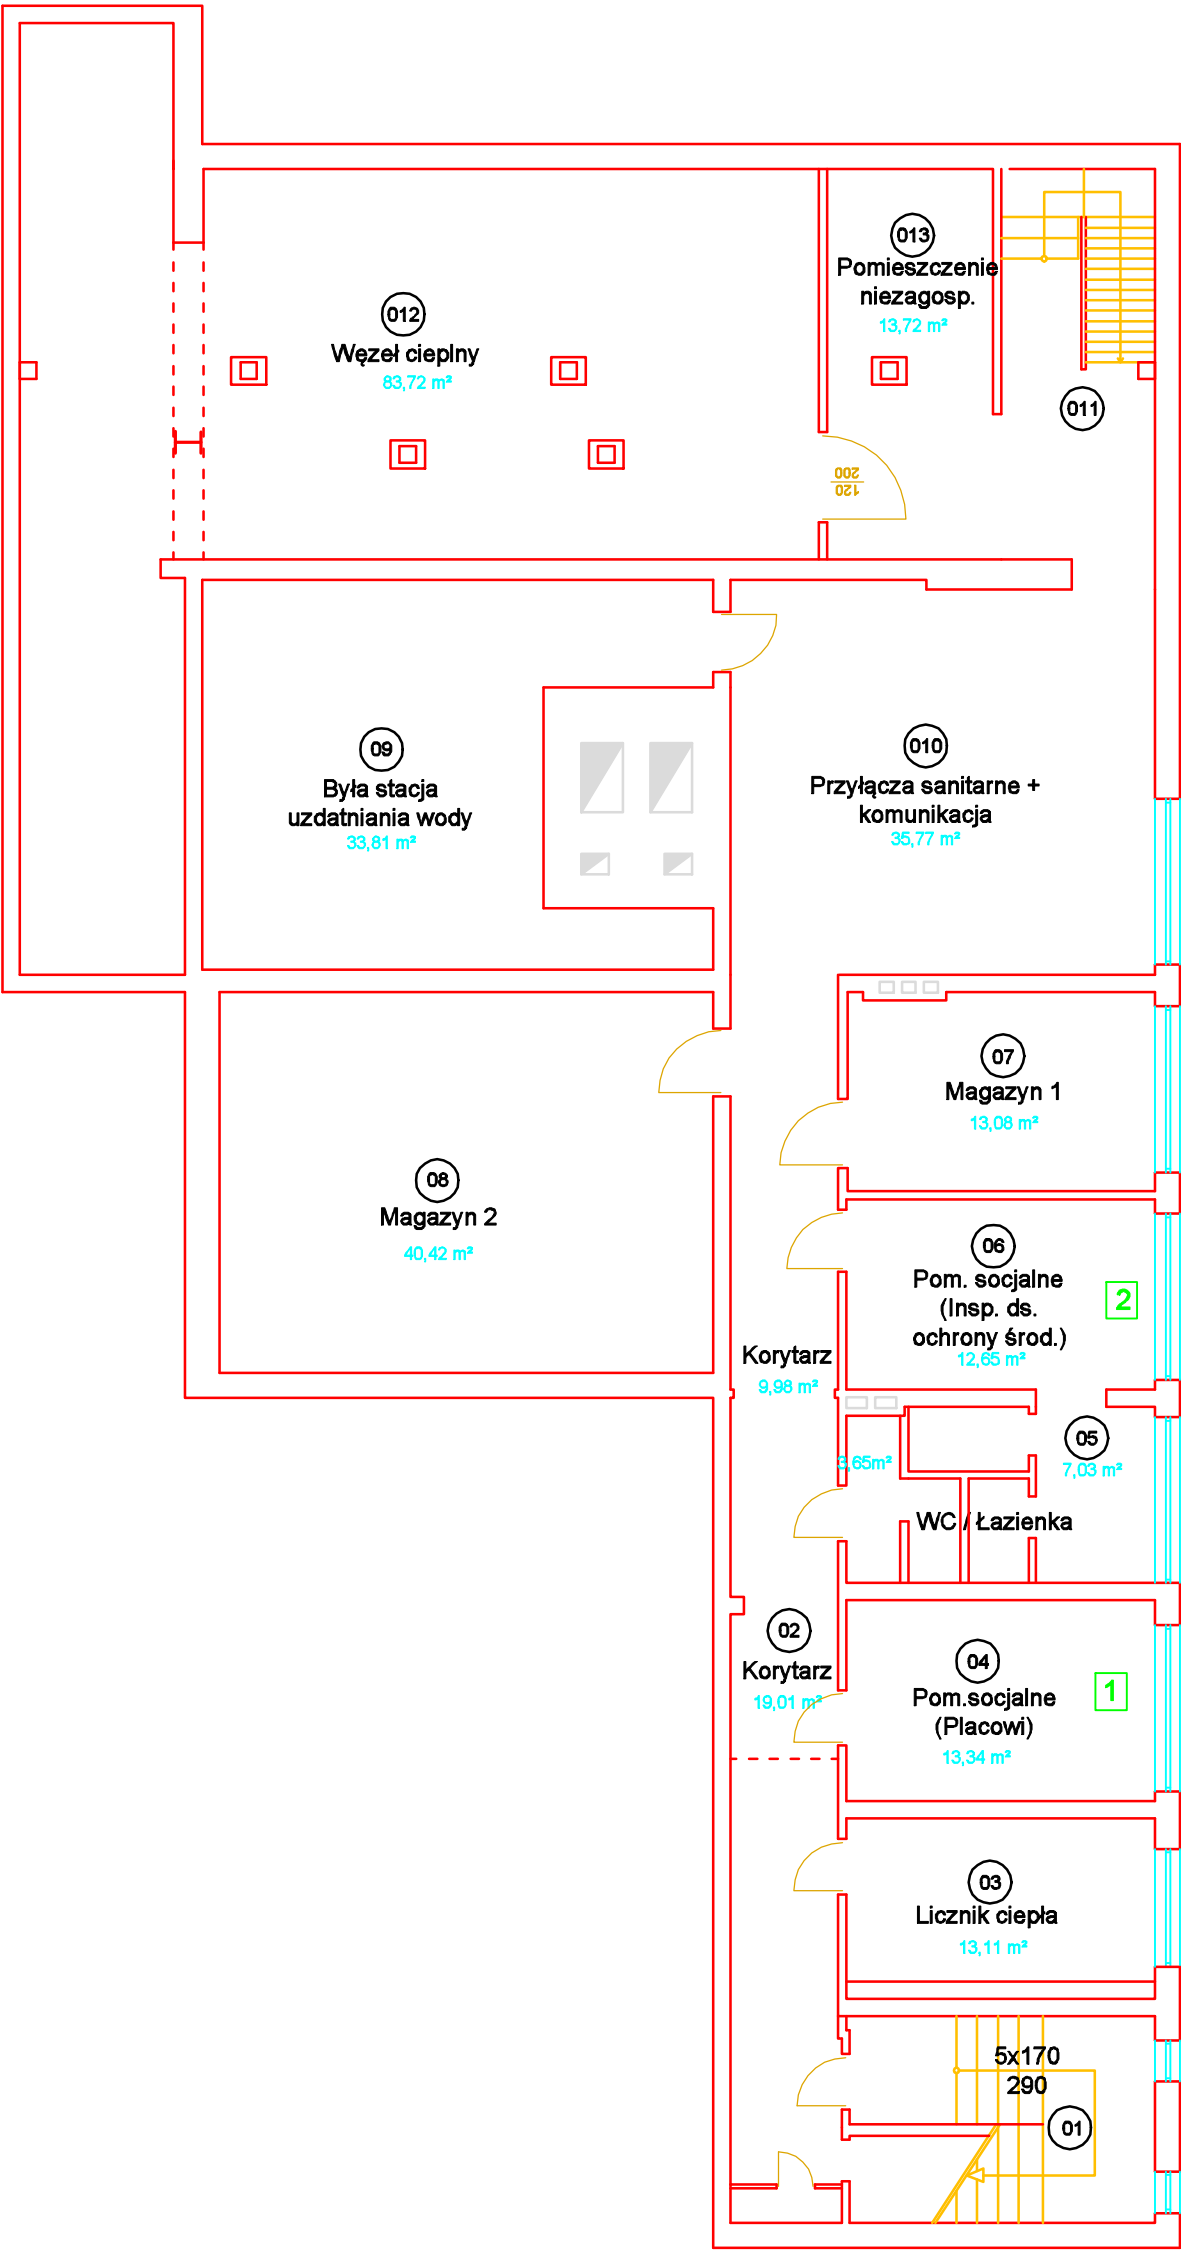 013
Pomieszczenie
niezagosp.
13,72 m²
012
Węzeł cieplny
83,72 m²
011
120
200
09
Była stacja
uzdatniania wody
33,81 m²
010
Przyłącza sanitarne +
komunikacja
35,77 m²
07
Magazyn 1
13,08 m²
08
Magazyn 2
40,42 m²
06
Pom. socjalne
(Insp. ds.
ochrony środ.)
12,65 m²
2
Korytarz
9,98 m²
05
7,03 m²
3,65m²
WC / Łazienka
02
Korytarz
19,01 m²
04
Pom.socjalne
(Placowi)
13,34 m²
1
03
Licznik ciepła
13,11 m²
5x170
290
01